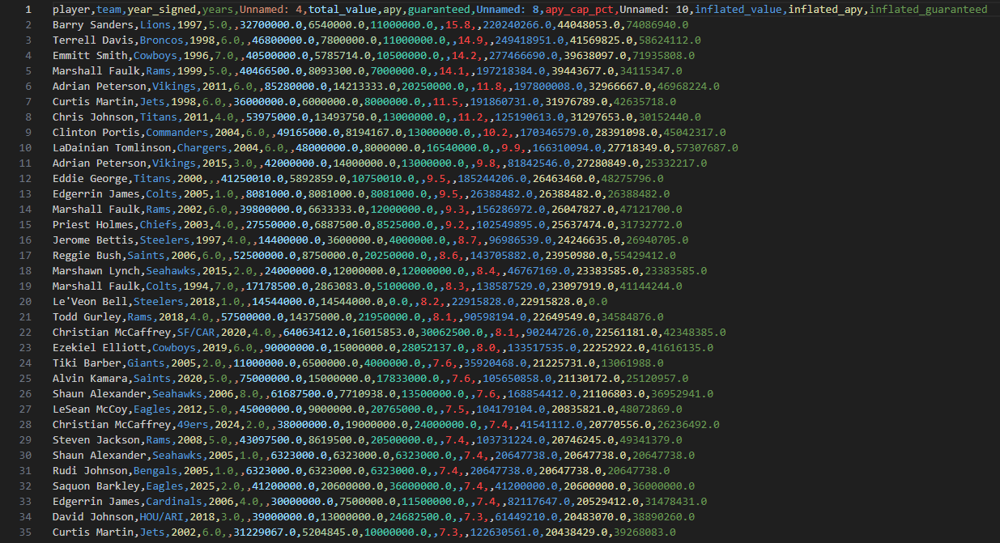 1 player,team,year_signed,years,Unnamed: 4,total_value,apy,guaranteed,Unnamed: 8,apy_cap_pct,Unnamed: 10,inflated_value,inflated_apy,inflated_guaranteed
2 Barry Sanders,Lions,1997,5.0,,32700000.0,6540000.0,11000000.0,,15.8,,220240266.0,44048053.0,74086940.0
3 Terrell Davis,Broncos,1998,6.0,,46800000.0,7800000.0,11000000.0,,14.9,,249418951.0,41569825.0,58624112.0
4 Emmitt Smith,Cowboys,1996,7.0,,40500000.0,5785714.0,10500000.0,,14.2,,277466690.0,39638097.0,71935808.0
5 Marshall Faulk,Rams,1999,5.0,,40466500.0,8093300.0,7000000.0,,14.1,,197218384.0,39443677.0,34115347.0
6 Adrian Peterson,Vikings,2011,6.0,,85280000.0,14213333.0,20250000.0,,11.8,,197800008.0,32966667.0,46968224.0
7 Curtis Martin,Jets,1998,6.0,,36000000.0,6000000.0,8000000.0,,11.5,,191860731.0,31976789.0,42635718.0
8 Chris Johnson,Titans,2011,4.0,,53975000.0,13493750.0,13000000.0,,11.2,,125190613.0,31297653.0,30152440.0
9 Clinton Portis,Commanders,2004,6.0,,49165000.0,8194167.0,13000000.0,,10.2,,170346579.0,28391098.0,45042317.0
10 LaDainian Tomlinson,Chargers,2004,6.0,,48000000.0,8000000.0,16540000.0,,9.9,,166310094.0,27718349.0,57307687.0
11 Adrian Peterson,Vikings,2015,3.0,,42000000.0,14000000.0,13000000.0,,9.8,,81842546.0,27280849.0,25332217.0
12 Eddie George,Titans,2000,,,41250010.0,5892859.0,10750010.0,,9.5,,185244206.0,26463460.0,48275796.0
13 Edgerrin James,Colts,2005,1.0,,8081000.0,8081000.0,8081000.0,,9.5,,26388482.0,26388482.0,26388482.0
14 Marshall Faulk,Rams,2002,6.0,,39800000.0,6633333.0,12000000.0,,9.3,,156286972.0,26047827.0,47121700.0
15 Priest Holmes,Chiefs,2003,4.0,,27550000.0,6887500.0,8525000.0,,9.2,,102549895.0,25637474.0,31732772.0
16 Jerome Bettis,Steelers,1997,4.0,,14400000.0,3600000.0,4000000.0,,8.7,,96986539.0,24246635.0,26940705.0
17 Reggie Bush,Saints,2006,6.0,,52500000.0,8750000.0,20250000.0,,8.6,,143705882.0,23950980.0,55429412.0
18 Marshawn Lynch,Seahawks,2015,2.0,,24000000.0,12000000.0,12000000.0,,8.4,,46767169.0,23383585.0,23383585.0
19 Marshall Faulk,Colts,1994,7.0,,17178500.0,2863083.0,5100000.0,,8.3,,138587529.0,23097919.0,41144244.0
20 Le'Veon Bell,Steelers,2018,1.0,,14544000.0,14544000.0,0.0,,8.2,,22915828.0,22915828.0,0.0
21 Todd Gurley,Rams,2018,4.0,,57500000.0,14375000.0,21950000.0,,8.1,,90598194.0,22649549.0,34584876.0
22 Christian McCaffrey,SF/CAR,2020,4.0,,64063412.0,16015853.0,30062500.0,,8.1,,90244726.0,22561181.0,42348385.0
23 Ezekiel Elliott,Cowboys,2019,6.0,,90000000.0,15000000.0,28052137.0,,8.0,,133517535.0,22252922.0,41616135.0
24 Tiki Barber,Giants,2005,2.0,,11000000.0,6500000.0,4000000.0,,7.6,,35920468.0,21225731.0,13061988.0
25 Alvin Kamara,Saints,2020,5.0,,75000000.0,15000000.0,17833000.0,,7.6,,105650858.0,21130172.0,25120957.0
26 Shaun Alexander,Seahawks,2006,8.0,,61687500.0,7710938.0,13500000.0,,7.6,,168854412.0,21106803.0,36952941.0
27 LeSean McCoy,Eagles,2012,5.0,,45000000.0,9000000.0,20765000.0,,7.5,,104179104.0,20835821.0,48072869.0
28 Christian McCaffrey,49ers,2024,2.0,,38000000.0,19000000.0,24000000.0,,7.4,,41541112.0,20770556.0,26236492.0
29 Steven Jackson,Rams,2008,5.0,,43097500.0,8619500.0,20500000.0,,7.4,,103731224.0,20746245.0,49341379.0
30 Shaun Alexander,Seahawks,2005,1.0,,6323000.0,6323000.0,6323000.0,,7.4,,20647738.0,20647738.0,20647738.0
31 Rudi Johnson,Bengals,2005,1.0,,6323000.0,6323000.0,6323000.0,,7.4,,20647738.0,20647738.0,20647738.0
32 Saquon Barkley,Eagles,2025,2.0,,41200000.0,20600000.0,36000000.0,,7.4,,41200000.0,20600000.0,36000000.0
33 Edgerrin James,Cardinals,2006,4.0,,30000000.0,7500000.0,11500000.0,,7.4,,82117647.0,20529412.0,31478431.0
34 David Johnson,HOU/ARI,2018,3.0,,39000000.0,13000000.0,24682500.0,,7.3,,61449210.0,20483070.0,38890260.0
35 Curtis Martin,Jets,2002,6.0,,31229067.0,5204845.0,10000000.0,,7.3,,122630561.0,20438429.0,39268083.0